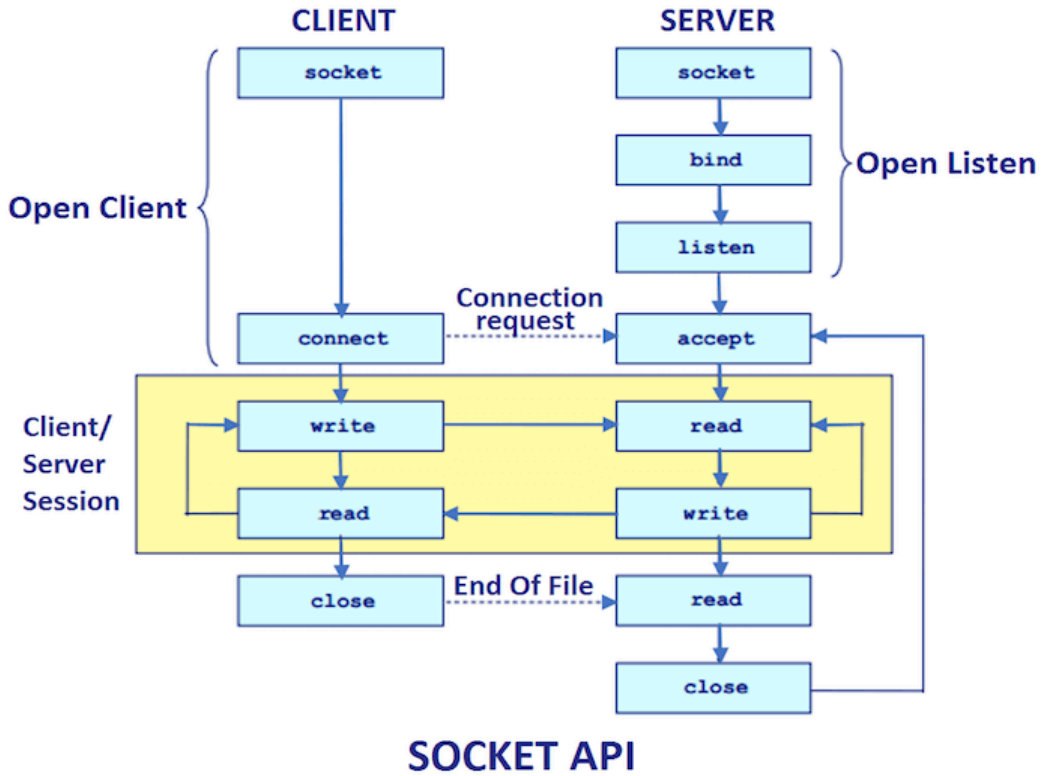 CLIENT
SERVER
socket
socket
bind
Open Client
Open Listen
listen
Connection
request
connect
accept
Client/
Server
Session
write
read
read
write
close
End Of File
read
close
SOCKET API